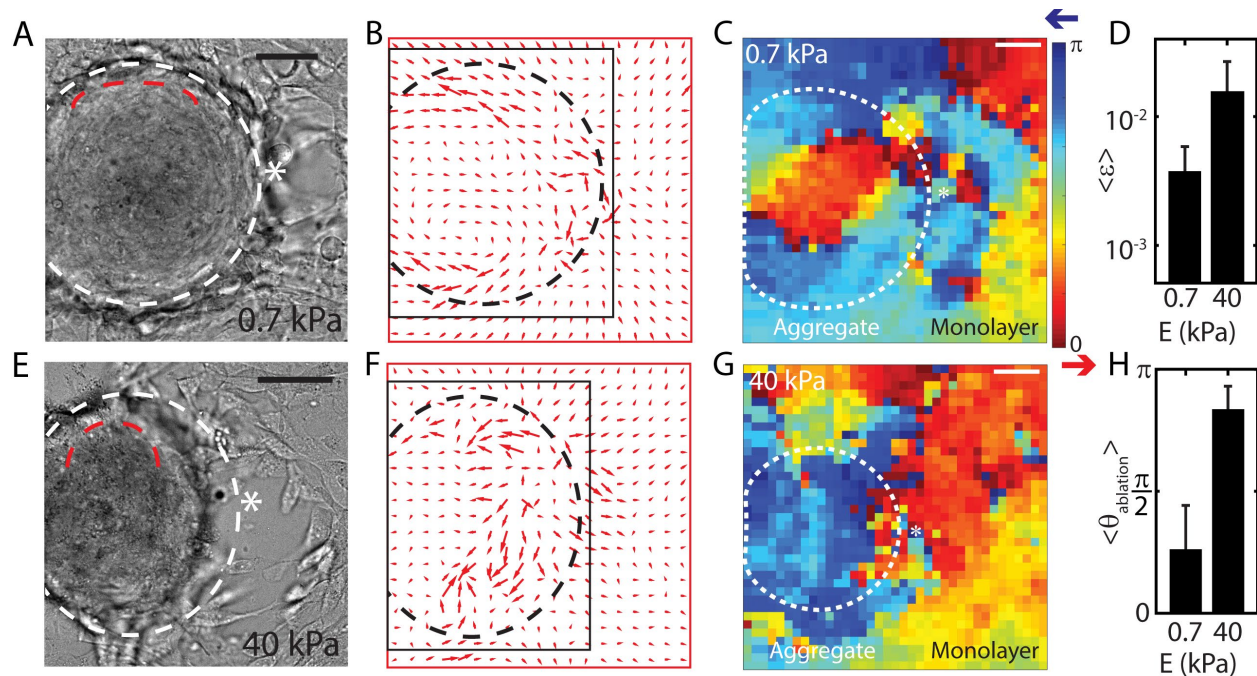 A
0.7 kPa
*
B
C
0.7 kPa
*
Aggregate
Monolayer
π
0
D
<ε>
10-2
10-3
0.7
40
E (kPa)
E
40 kPa
*
F
G
40 kPa
*
Aggregate
Monolayer
H
<θablation>
π
π
2
0
0.7
40
E (kPa)